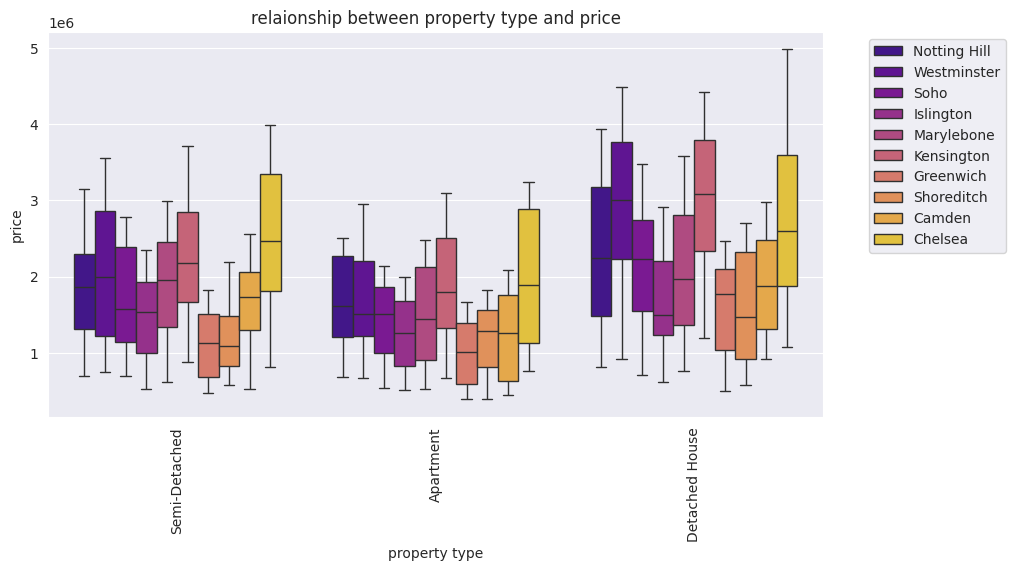 relaionship between property type and price
1e6
5
4
3
2
1
price
Semi-Detached
Apartment
Detached House
property type
Notting Hill
Westminster
Soho
Islington
Marylebone
Kensington
Greenwich
Shoreditch
Camden
Chelsea